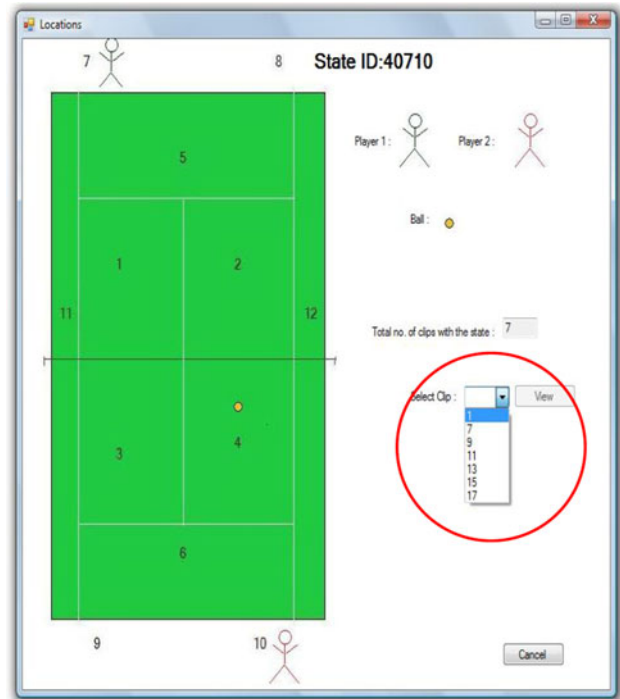 Locations
7
8
State ID:40710
5
Player 1 :
Player 2 :
Ball :
1
2
11
12
Total no. of clips with the state : 7
Select Clip :
View
1
7
9
11
13
15
17
3
4
6
9
10
Cancel